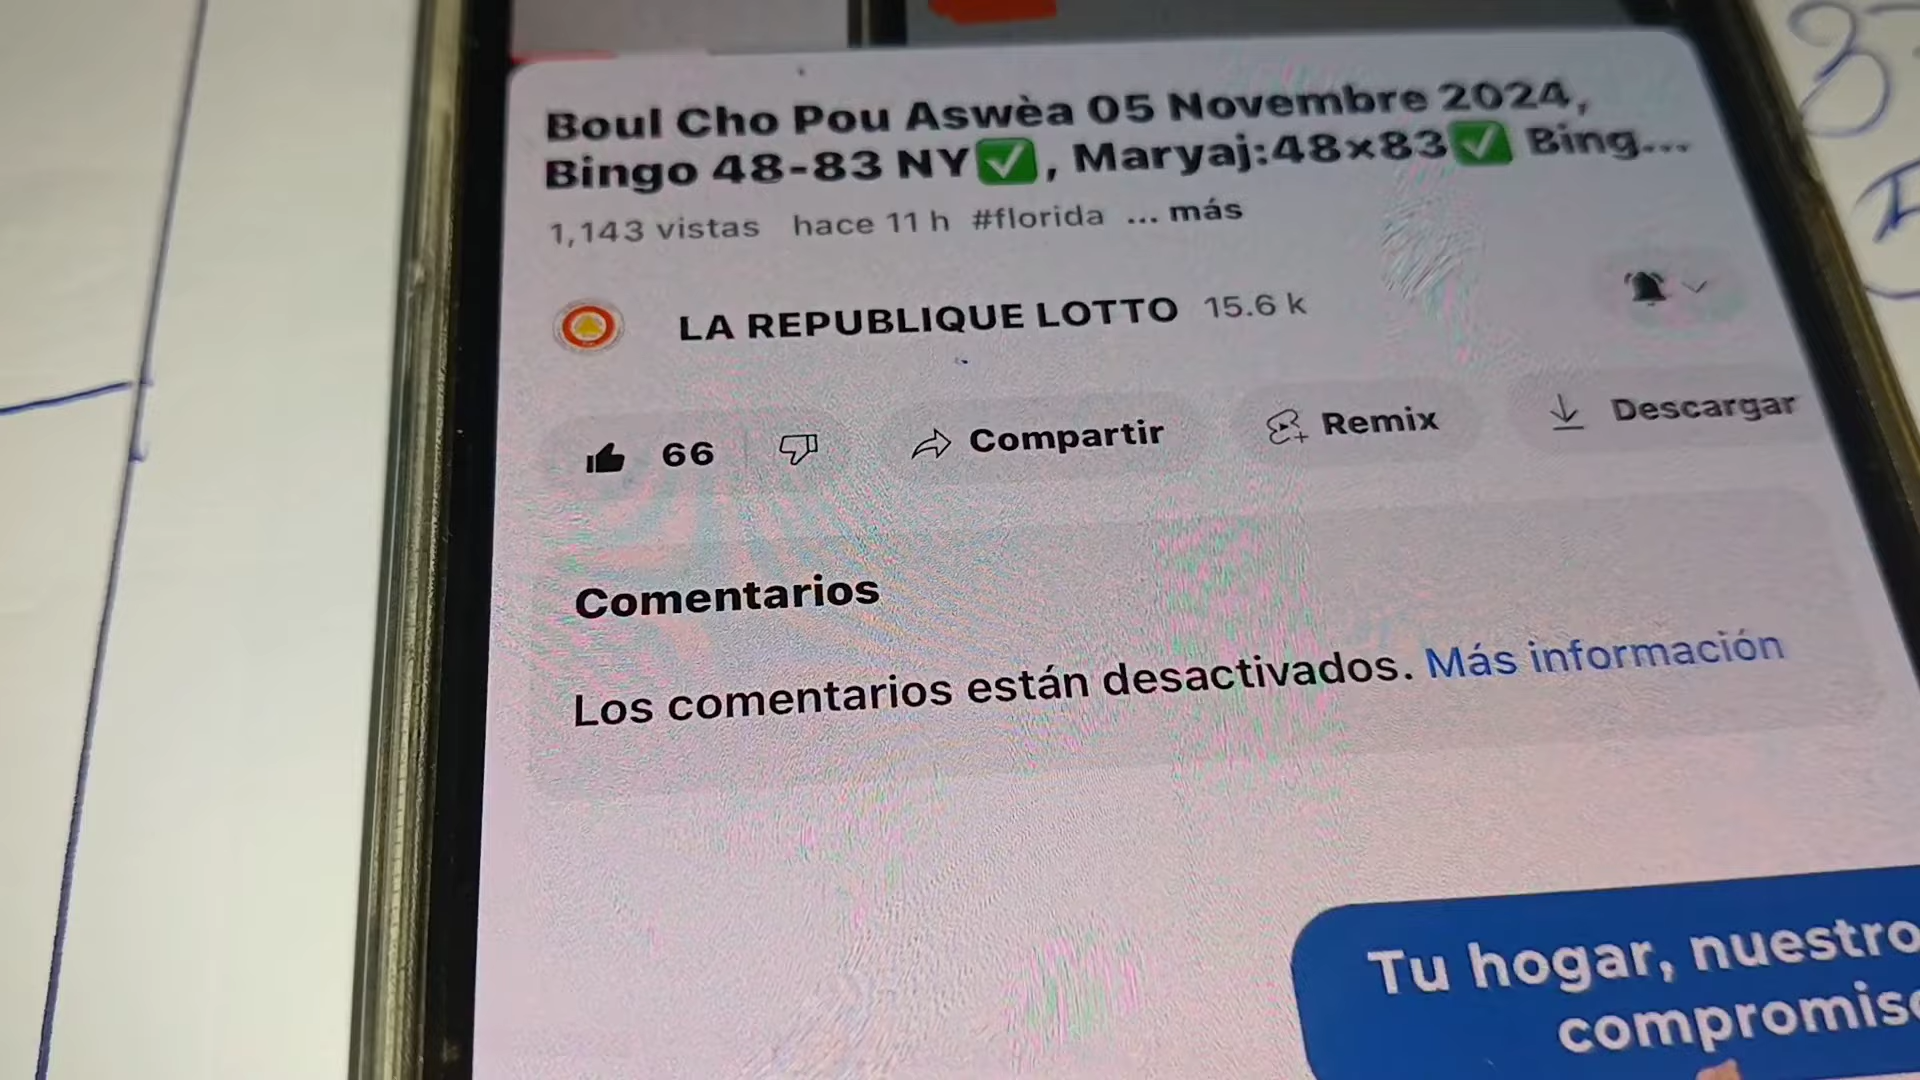 Boul Cho Pou Aswèa 05 Novembre 2024,
Bingo 48-83 NY✅, Maryaj:48×83✅ Bing...
1,143 vistas hace 11 h #florida ... más
LA REPUBLIQUE LOTTO 15.6 k
66 Compartir Remix Descargar
Comentarios
Los comentarios están desactivados. Más información
Tu hogar, nuestro